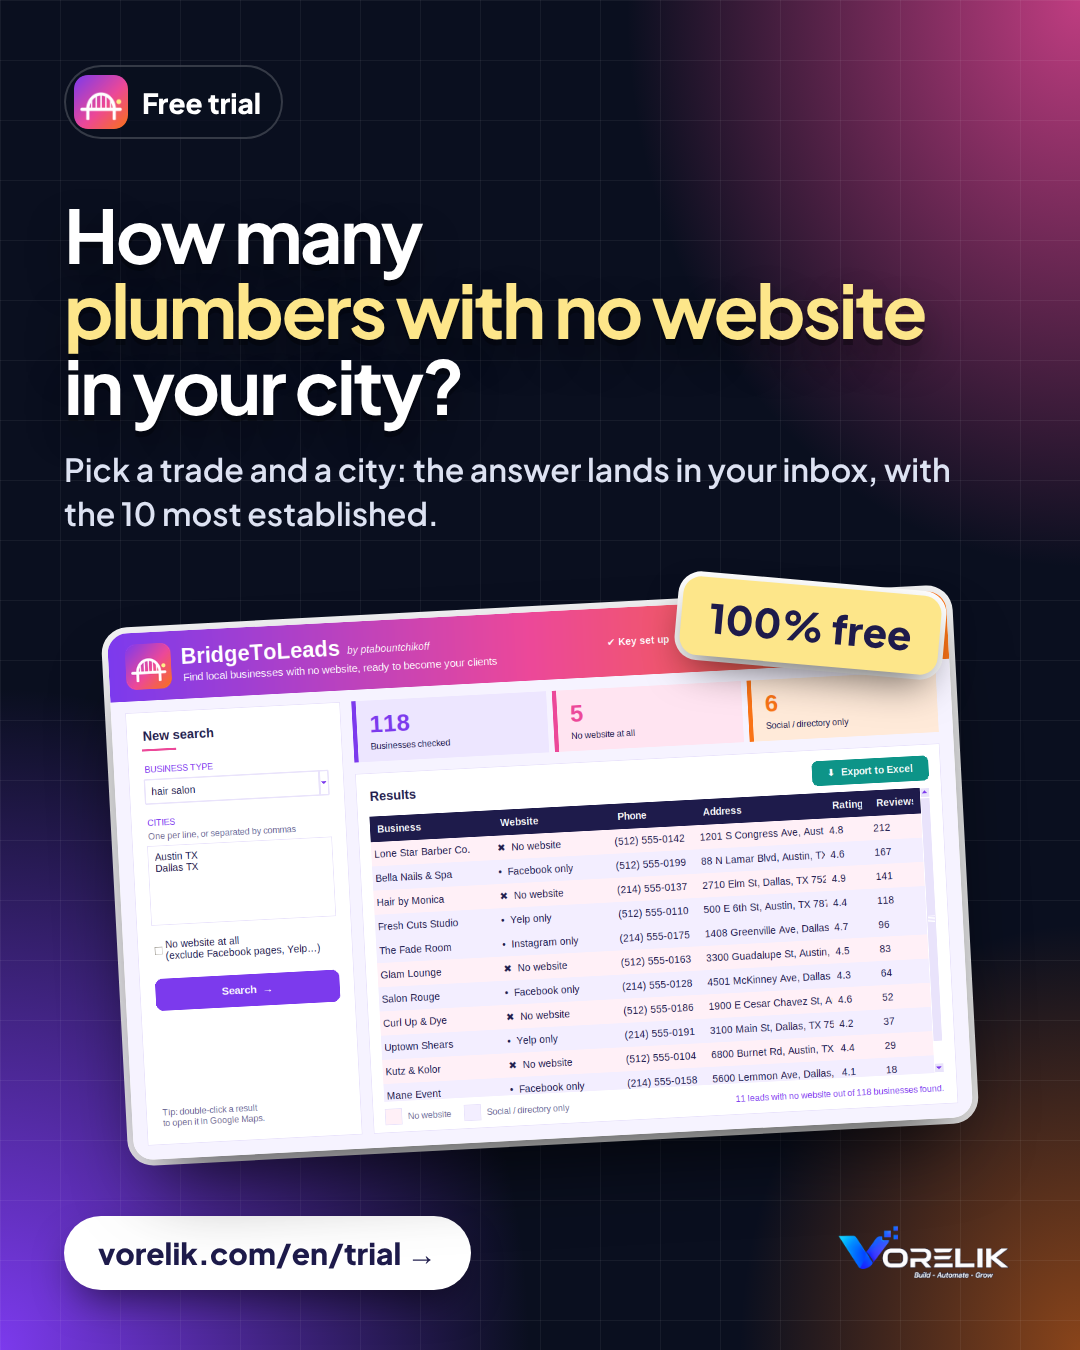 Free trial
How many
plumbers with no website
in your city?
Pick a trade and a city: the answer lands in your inbox, with
the 10 most established.
100% free
BridgeToLeads by ptabountchikoff
Find local businesses with no website, ready to become your clients
✓ Key set up
New search
BUSINESS TYPE
hair salon
CITIES
One per line, or separated by commas
Austin TX
Dallas TX
No website at all
(exclude Facebook pages, Yelp...)
Search →
Tip: double-click a result
to open it in Google Maps.
118
Businesses checked
5
No website at all
6
Social / directory only
Results
Export to Excel
Business Website Phone Address Rating Reviews
Lone Star Barber Co. ✖ No website (512) 555-0142 1201 S Congress Ave, Aust 4.8 212
Bella Nails & Spa • Facebook only (512) 555-0199 88 N Lamar Blvd, Austin, TX 4.6 167
Hair by Monica ✖ No website (214) 555-0137 2710 Elm St, Dallas, TX 752 4.9 141
Fresh Cuts Studio • Yelp only (512) 555-0110 500 E 6th St, Austin, TX 787 4.4 118
The Fade Room • Instagram only (214) 555-0175 1408 Greenville Ave, Dallas 4.7 96
Glam Lounge ✖ No website (512) 555-0163 3300 Guadalupe St, Austin, 4.5 83
Salon Rouge • Facebook only (214) 555-0128 4501 McKinney Ave, Dallas 4.3 64
Curl Up & Dye ✖ No website (512) 555-0186 1900 E Cesar Chavez St, A 4.6 52
Uptown Shears • Yelp only (214) 555-0191 3100 Main St, Dallas, TX 75 4.2 37
Kutz & Kolor ✖ No website (512) 555-0104 6800 Burnet Rd, Austin, TX 4.4 29
Mane Event • Facebook only (214) 555-0158 5600 Lemmon Ave, Dallas, 4.1 18
No website
Social / directory only
11 leads with no website out of 118 businesses found.
vorelik.com/en/trial →
VORELIK
Build - Automate - Grow